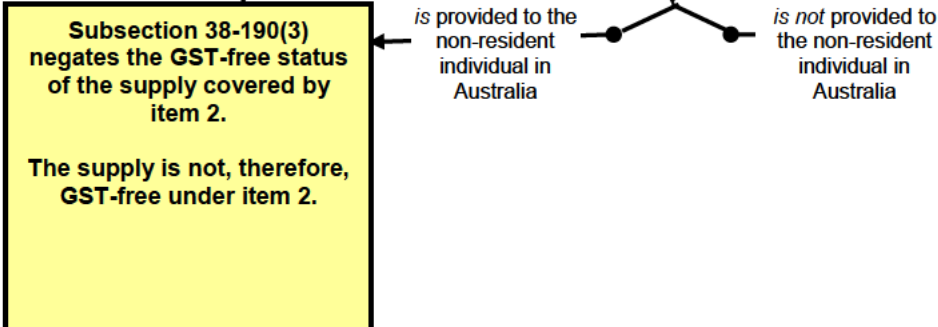 Subsection 38-190(3)
negates the GST-free status
of the supply covered by
item 2.
The supply is not, therefore,
GST-free under item 2.
is provided to the
non-resident
individual in
Australia
is not provided to
the non-resident
individual in
Australia